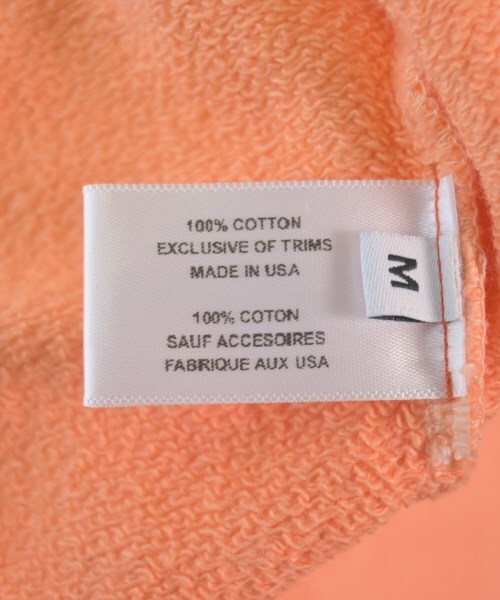 100% COTTON
EXCLUSIVE OF TRIMS
MADE IN USA
100% COTON
SAUF ACCESOIRES
FABRIQUE AUX USA
M